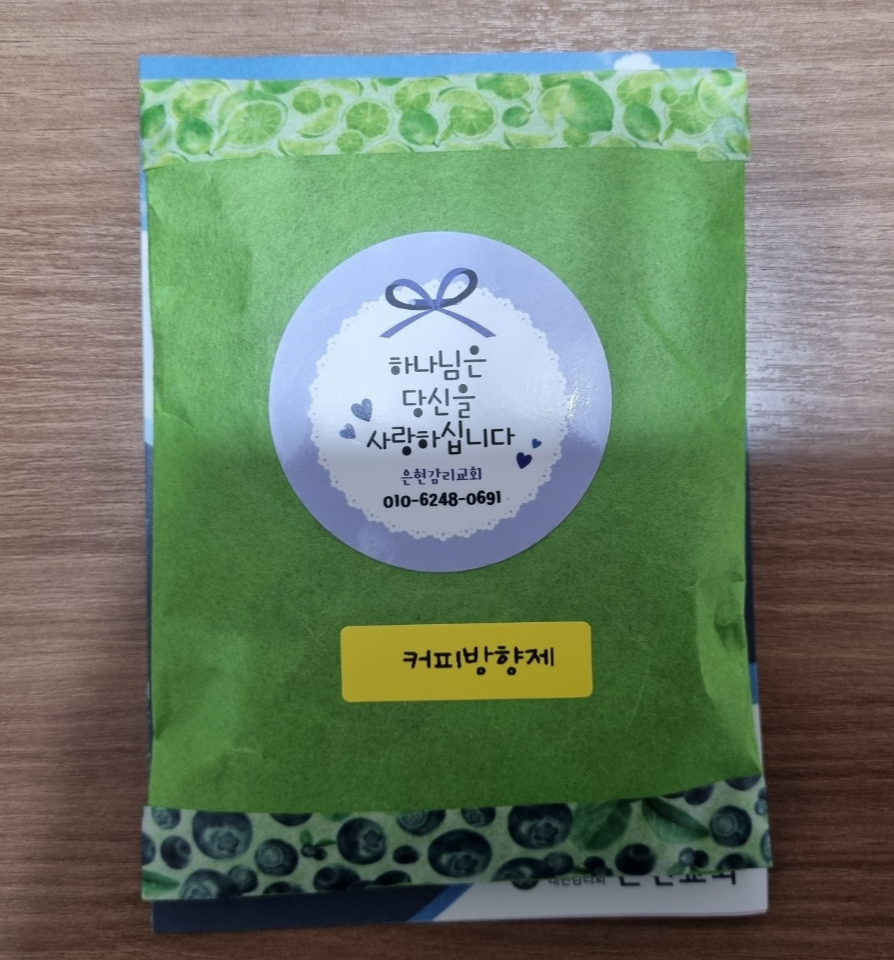 하나님은
당신을
사랑하십니다
은현감리교회
010-6248-0691
커피방향제